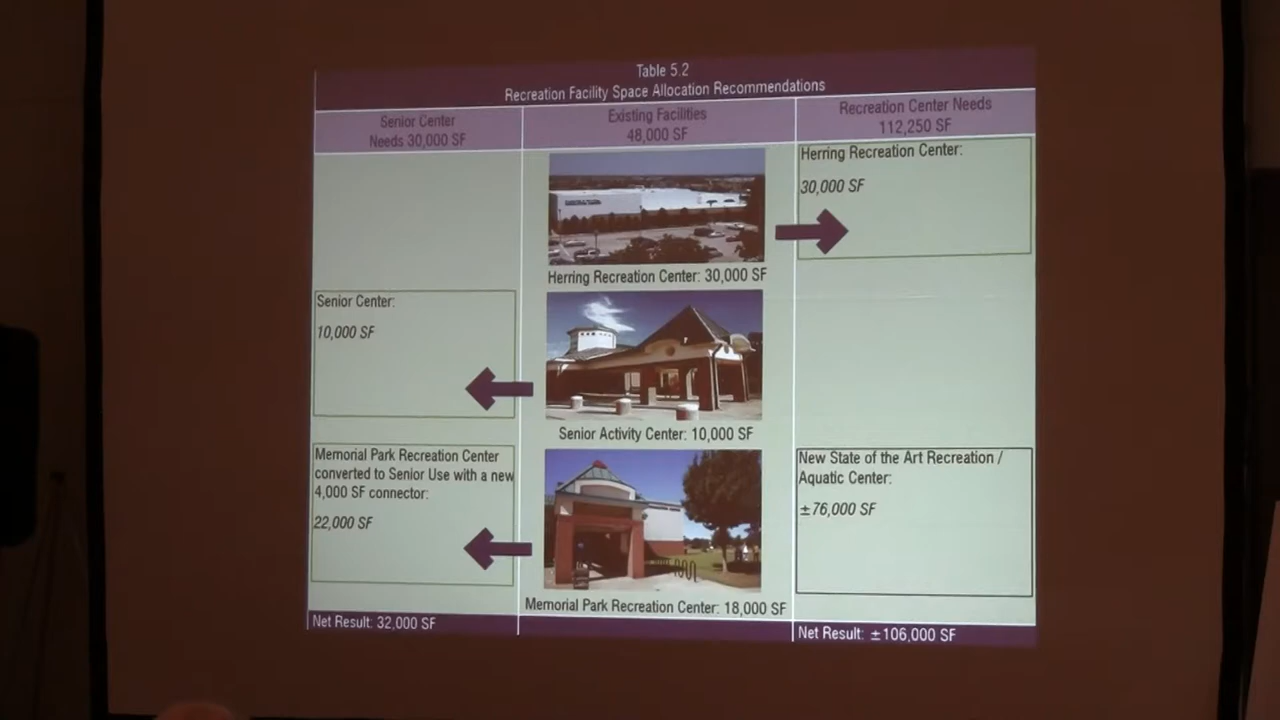 Table 5.2
Recreation Facility Space Allocation Recommendations
Senior Center
Needs 30,000 SF
Existing Facilities
48,000 SF
Recreation Center Needs
112,250 SF
Herring Recreation Center:
30,000 SF
Herring Recreation Center: 30,000 SF
Senior Center:
10,000 SF
Senior Activity Center: 10,000 SF
Memorial Park Recreation Center
converted to Senior Use with a new
4,000 SF connector:
22,000 SF
New State of the Art Recreation /
Aquatic Center:
±76,000 SF
Memorial Park Recreation Center: 18,000 SF
Net Result: 32,000 SF
Net Result: ±106,000 SF